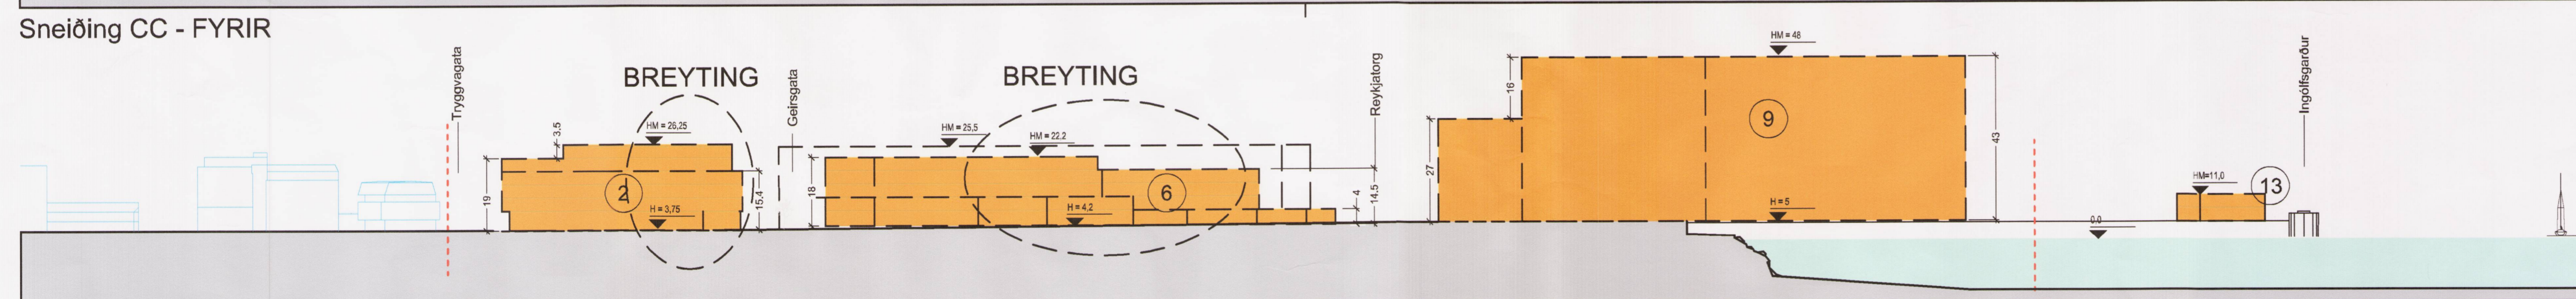 Sneiðing CC - FYRIR
Tryggvagata
BREYTING
Geirsgata
BREYTING
Reykjatorg
HM = 48
Ingólfsgarður
3,5
HM = 26,25
HM = 25,5
HM = 22.2
16
9
43
19
2
15,4
H = 3,75
18
H = 4,2
6
4
14.5
27
H = 5
HM=11,0
13
0.0